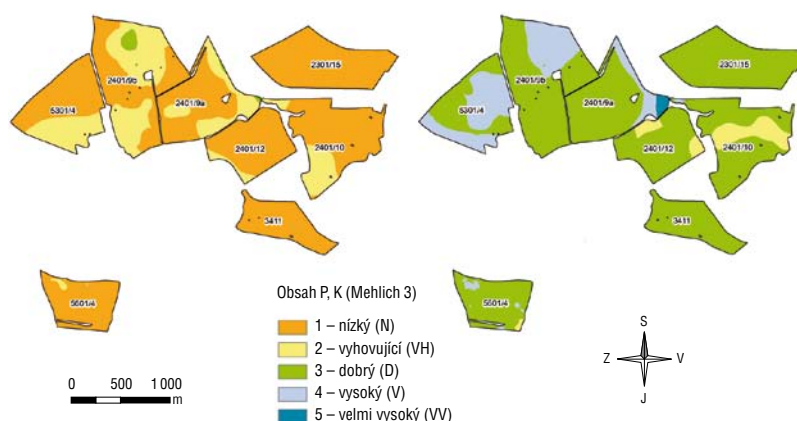 2301/15
2401/9b
5301/4
2401/9a
2401/12
2401/10
3411
5601/4
2301/15
2401/9b
5301/4
2401/9a
2401/12
2401/10
3411
5601/4
Obsah P, K (Mehlich 3)
1 – nízký (N)
2 – vyhovující (VH)
3 – dobrý (D)
4 – vysoký (V)
5 – velmi vysoký (VV)
0 500 1 000
m
S
Z V
J